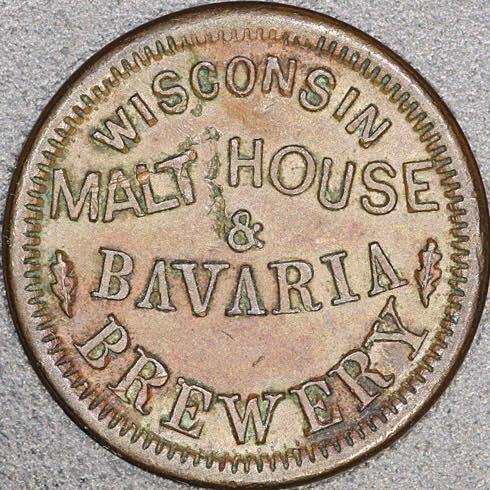 WISCONSIN
MALT HOUSE
&
BAVARIA
BREWERY